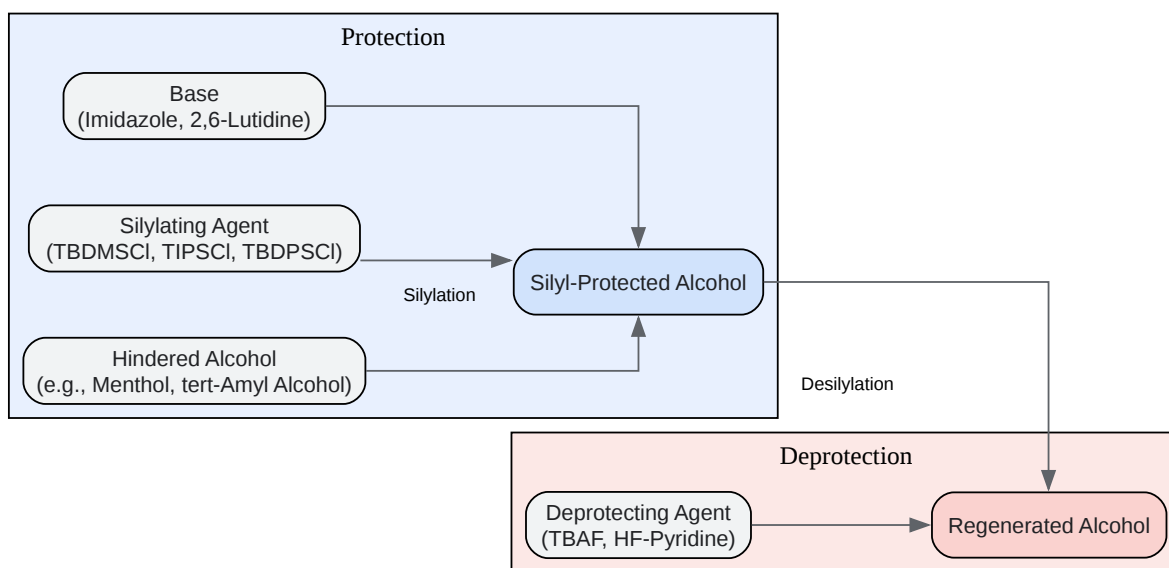 Protection
Base
(Imidazole, 2,6-Lutidine)
Silylating Agent
(TBDMSCl, TIPSCl, TBDPSCl)
Silylation
Silyl-Protected Alcohol
Hindered Alcohol
(e.g., Menthol, tert-Amyl Alcohol)
Desilylation
Deprotection
Deprotecting Agent
(TBAF, HF-Pyridine)
Regenerated Alcohol